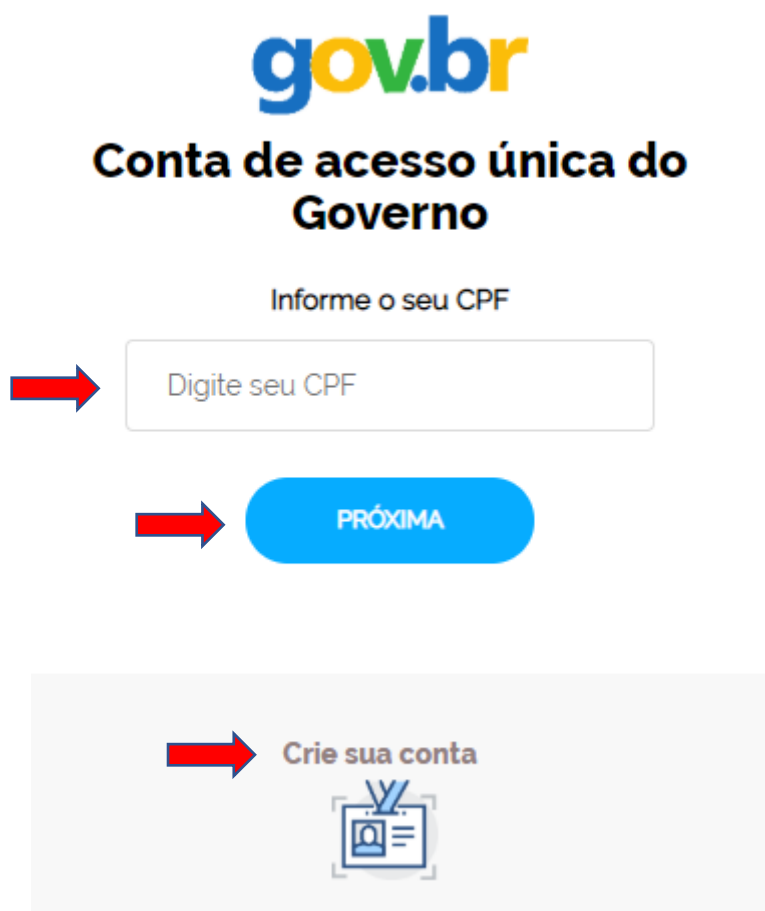 gov.br
Conta de acesso única do
Governo
Informe o seu CPF
Digite seu CPF
PRÓXIMA
Crie sua conta